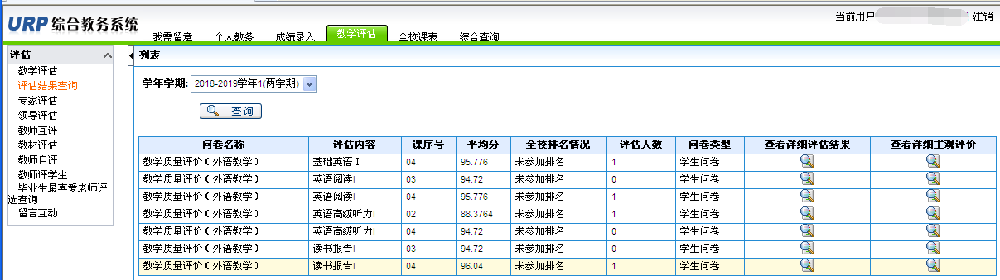 URP 综合教务系统
当前用户 注销
我需留意 个人教务 成绩录入 教学评估 全校课表 综合查询
评估
教学评估
评估结果查询
专家评估
领导评估
教师互评
教材评估
教师自评
教师评学生
毕业生最喜爱老师评
选查询
留言互动
列表
学年学期: 2018-2019学年1(两学期)
查询
问卷名称 评估内容 课序号 平均分 全校排名情况 评估人数 问卷类型 查看详细评估结果 查看详细主观评价
教学质量评价(外语教学) 基础英语Ⅰ 04 95.776 未参加排名 1 学生问卷
教学质量评价(外语教学) 英语阅读I 03 94.72 未参加排名 0 学生问卷
教学质量评价(外语教学) 英语阅读I 04 95.776 未参加排名 1 学生问卷
教学质量评价(外语教学) 英语高级听力I 02 88.3764 未参加排名 1 学生问卷
教学质量评价(外语教学) 英语高级听力I 04 94.72 未参加排名 0 学生问卷
教学质量评价(外语教学) 读书报告I 03 94.72 未参加排名 0 学生问卷
教学质量评价(外语教学) 读书报告I 04 96.04 未参加排名 1 学生问卷